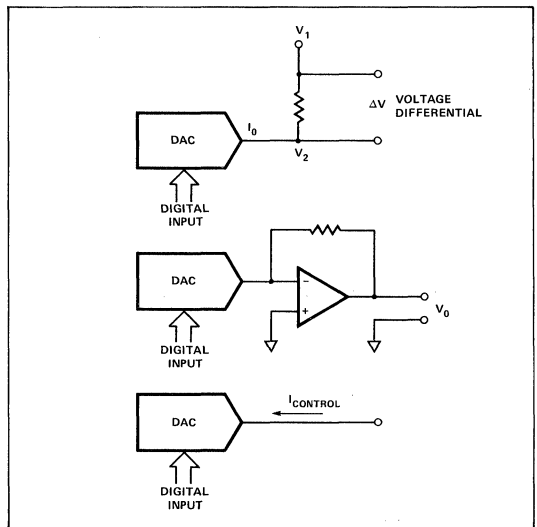 V1
ΔV VOLTAGE DIFFERENTIAL
DAC
I0
V2
DIGITAL
INPUT
DAC
−
+
V0
DIGITAL
INPUT
ICONTROL
DAC
DIGITAL
INPUT